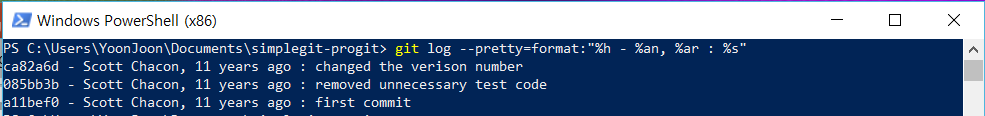 Windows PowerShell (x86)
PS C:\Users\YoonJoon\Documents\simplegit-progit> git log --pretty=format:"%h - %an, %ar : %s"
ca82a6d - Scott Chacon, 11 years ago : changed the verison number
085bb3b - Scott Chacon, 11 years ago : removed unnecessary test code
a11bef0 - Scott Chacon, 11 years ago : first commit